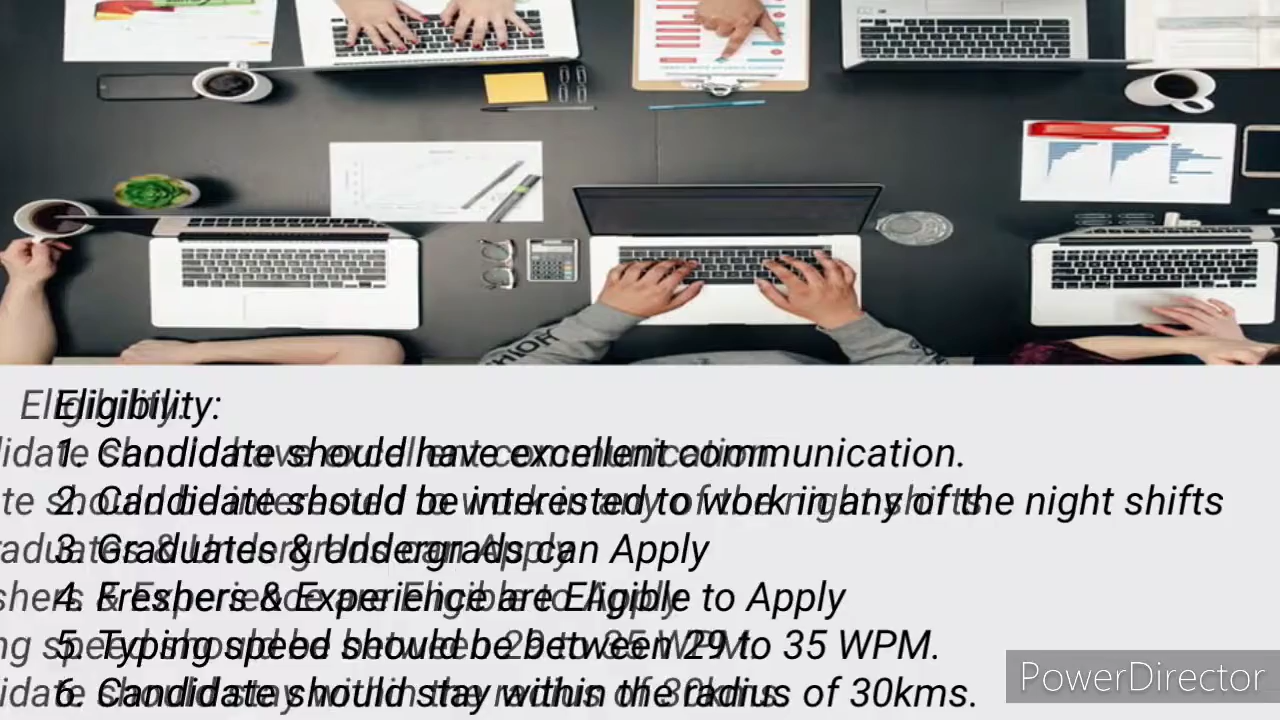 Eligibility:
1. Candidate should have excellent communication.
2. Candidate should be interested to work in any of the night shifts
3. Graduates & Undergrads can Apply
4. Freshers & Experience are Eligible to Apply
5. Typing speed should be between 29 to 35 WPM.
6. Candidate should stay within the radius of 30kms.
PowerDirector